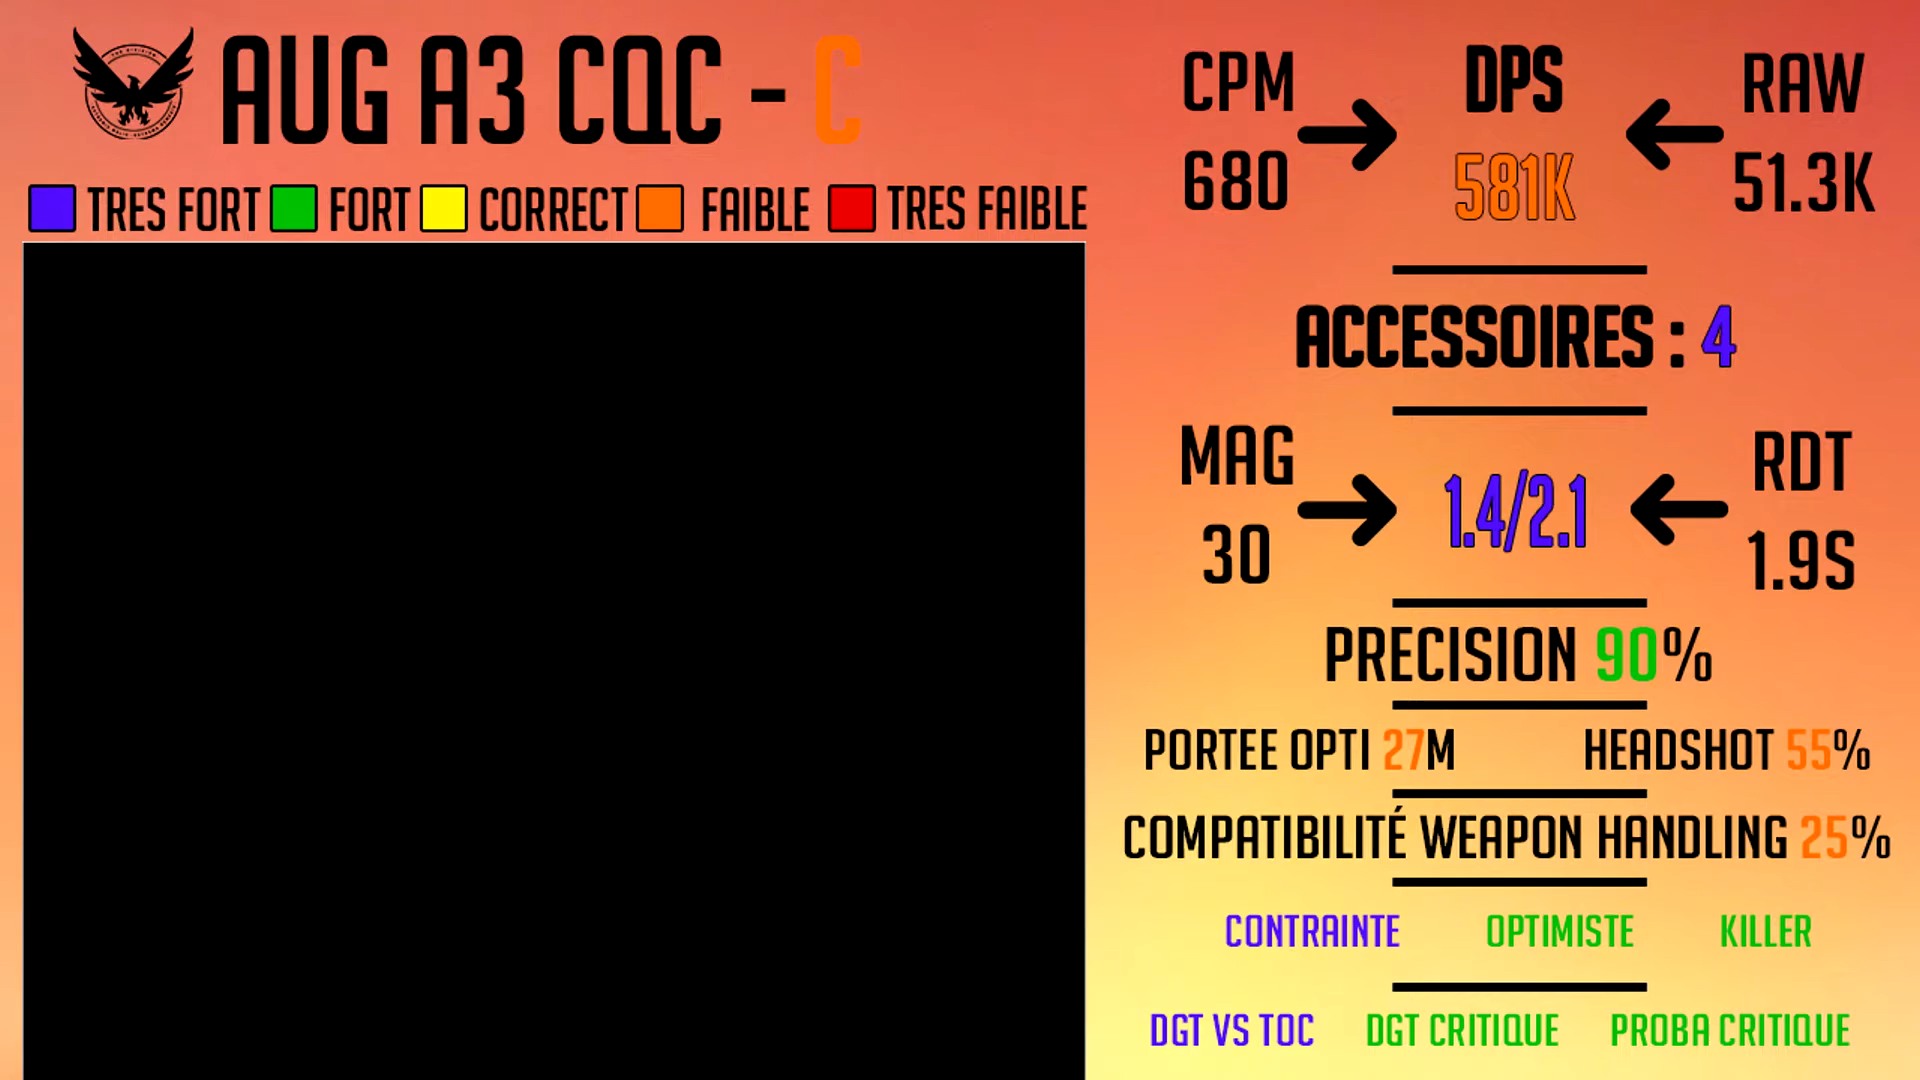 AUG A3 CQC - C
TRES FORT FORT CORRECT FAIBLE TRES FAIBLE
CPM DPS RAW
680 581K 51.3K
ACCESSOIRES : 4
MAG RDT
1.4/2.1
30 1.9S
PRECISION 90%
PORTEE OPTI 27M HEADSHOT 55%
COMPATIBILITÉ WEAPON HANDLING 25%
CONTRAINTE OPTIMISTE KILLER
DGT VS TOC DGT CRITIQUE PROBA CRITIQUE